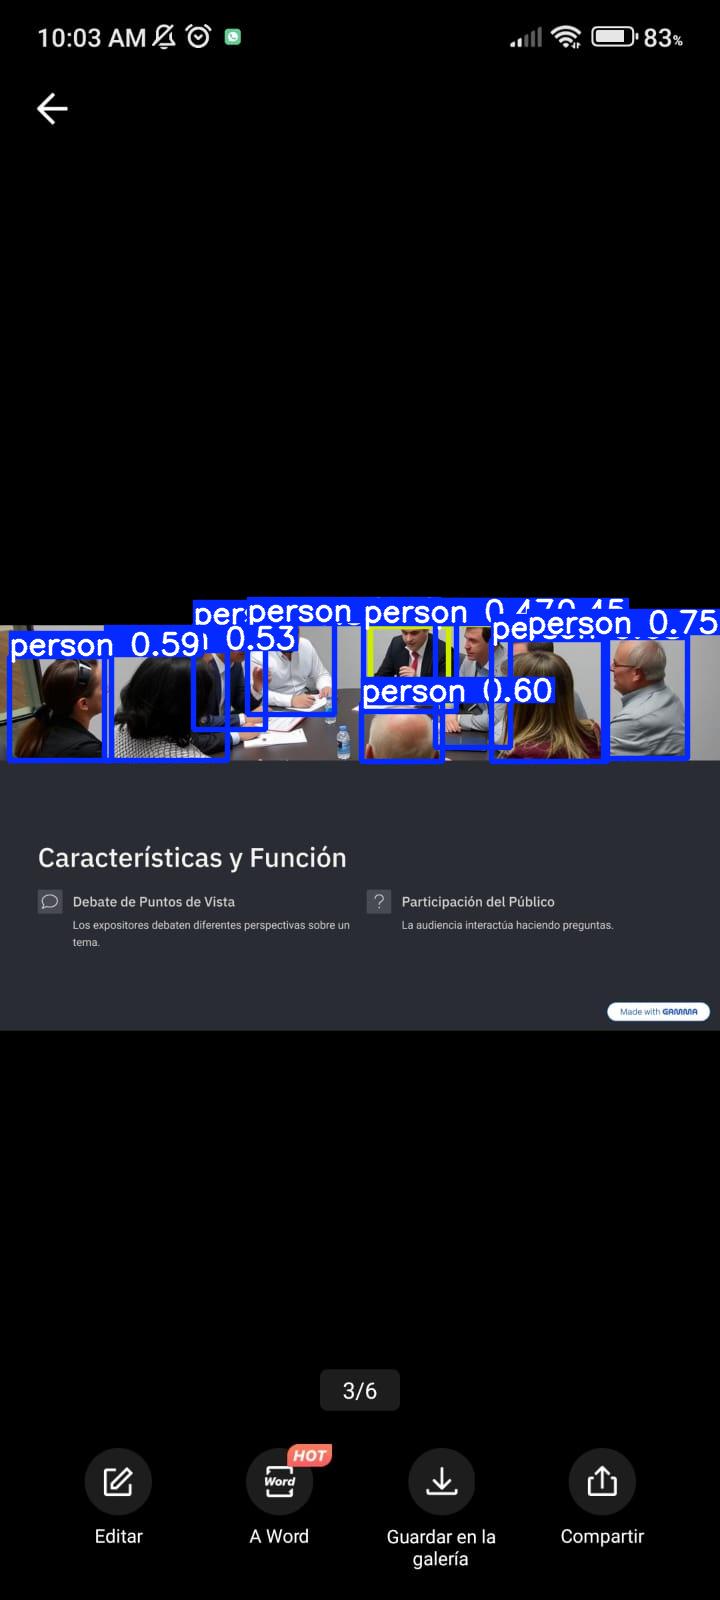 10:03 AM
83%
person 0.59
0.53
person
person 0.47
0.45
person 0.75
person 0.60
Características y Función
Debate de Puntos de Vista
Los expositores debaten diferentes perspectivas sobre un
tema.
Participación del Público
La audiencia interactúa haciendo preguntas.
Made with GAMMA
3/6
HOT
Word
Editar
A Word
Guardar en la
galería
Compartir